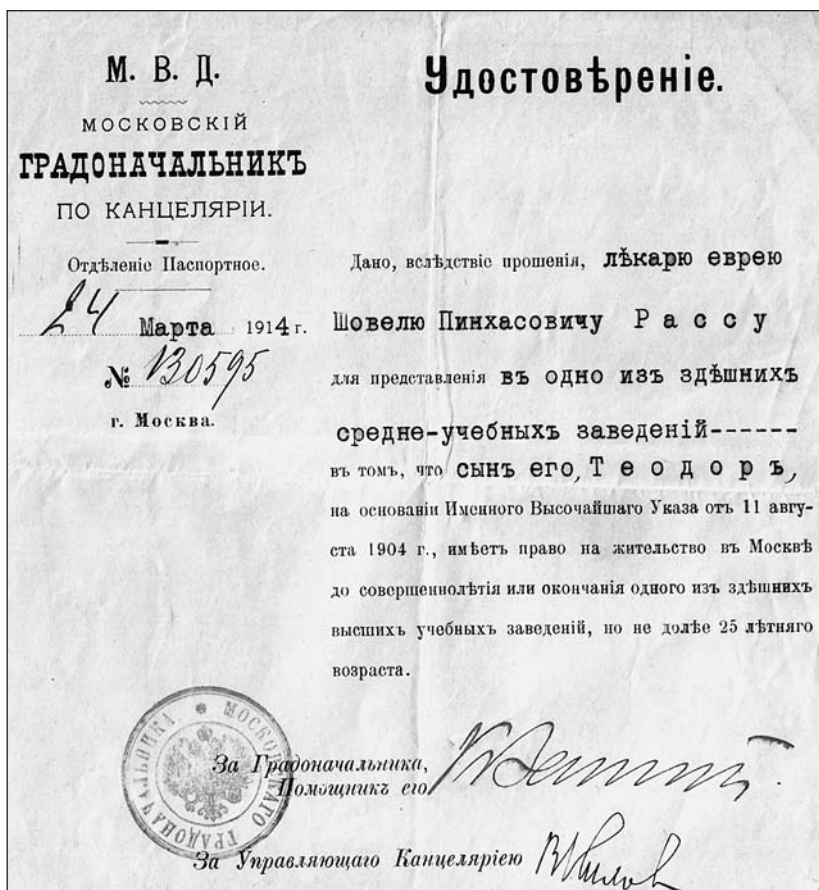 М. В. Д.
МОСКОВСКІЙ
ГРАДОНАЧАЛЬНИКЪ
ПО КАНЦЕЛЯРІИ.
Отдѣленіе Паспортное.
24 Марта 1914 г.
№ 130595
г. Москва.
Удостовѣреніе.
Дано, вслѣдствіе прошенія, лѣкарю еврею
Шовелю Пинхасовичу Рассу
для представленія въ одно изъ здѣшнихъ
средне-учебныхъ заведеній------
въ томъ, что сынъ его, Теодоръ,
на основаніи Именного Высочайшаго Указа отъ 11 авгу-
ста 1904 г., имѣетъ право на жительство въ Москвѣ
до совершеннолѣтія или окончанія одного изъ здѣшнихъ
высшихъ учебныхъ заведеній, но не долѣе 25 лѣтняго
возраста.
МОСКОВСКАГО ГРАДОНАЧАЛЬНИКА
За Градоначальника,
Помощникъ его
За Управляющаго Канцеляріею